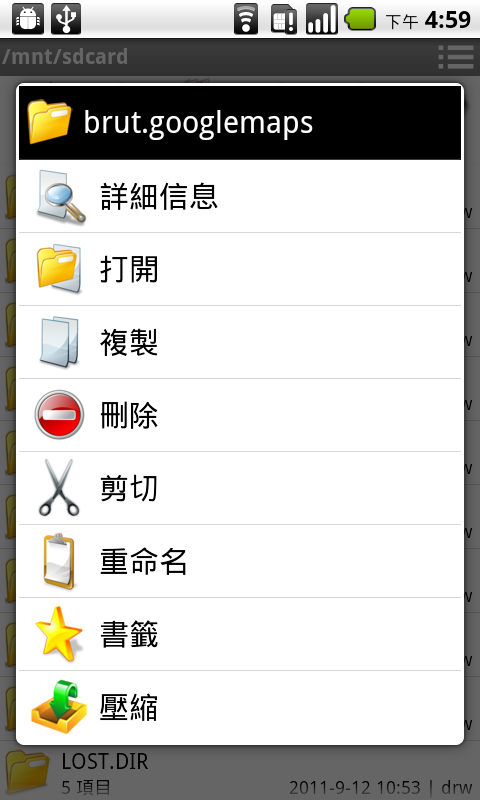 下午 4:59
/mnt/sdcard
brut.googlemaps
詳細信息
打開
複製
刪除
剪切
重命名
書籤
壓縮
LOST.DIR
5 項目
2011-9-12 10:53 | drw